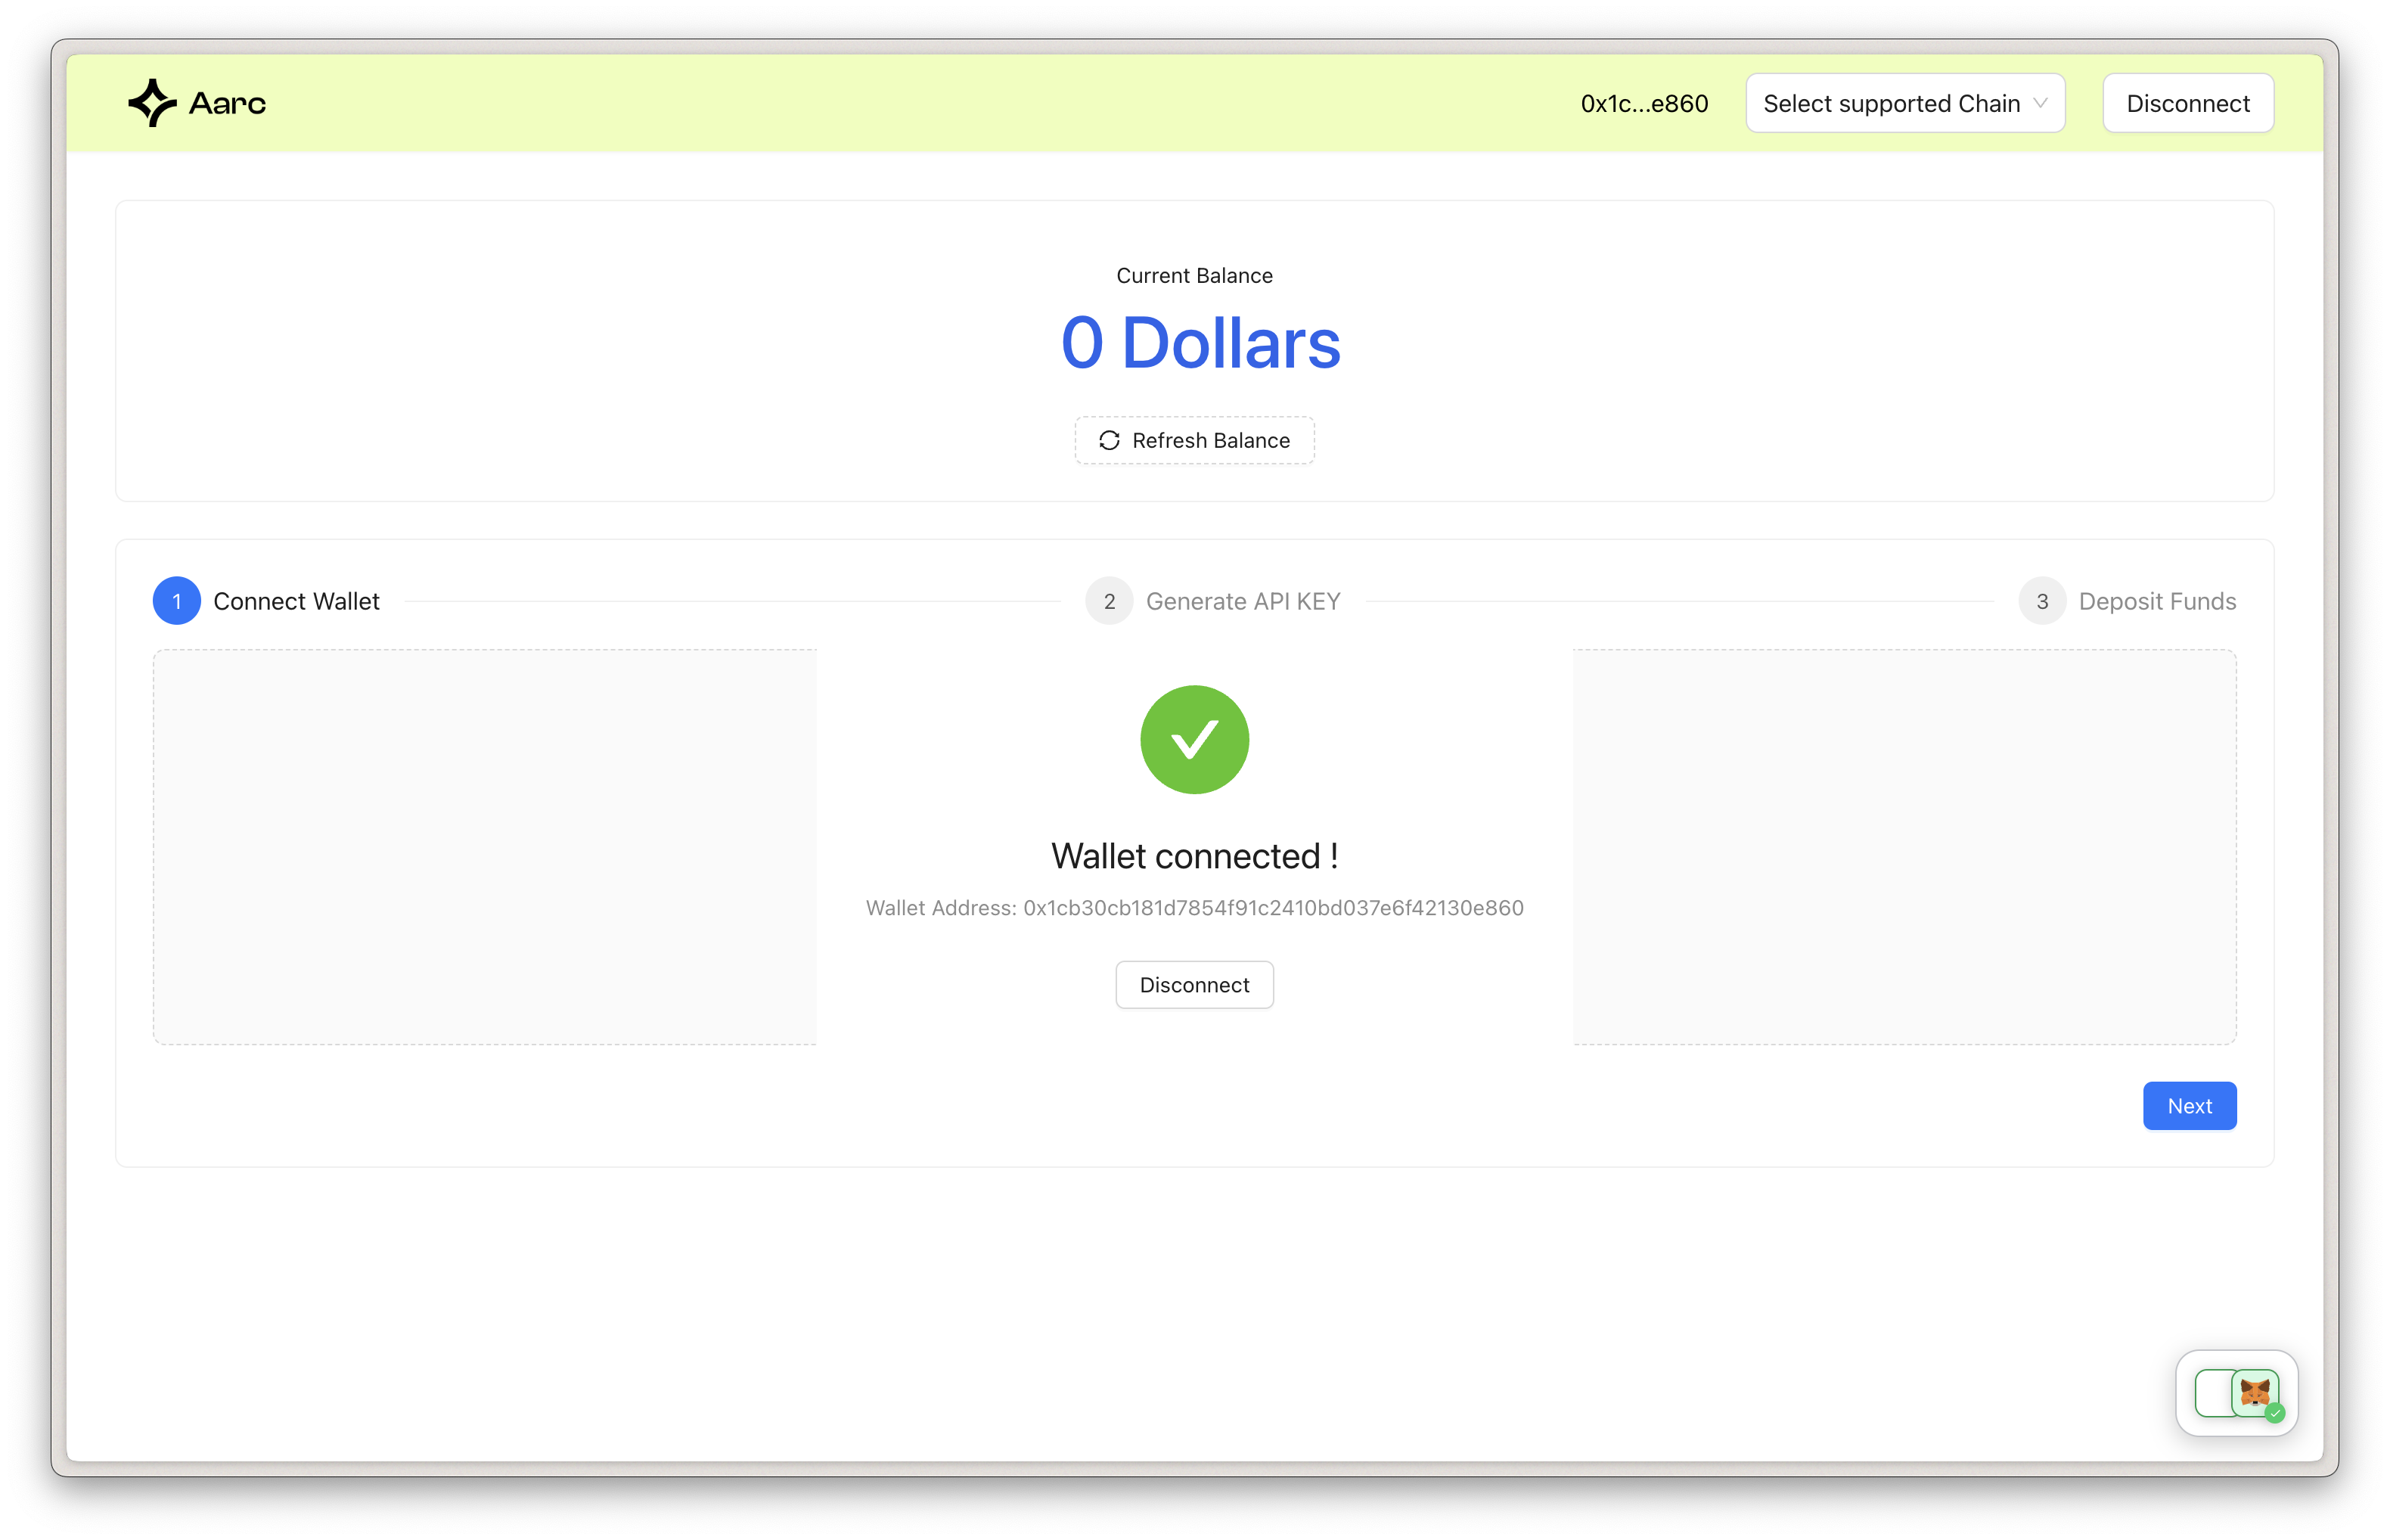 Aarc
0x1c...e860
Select supported Chain
Disconnect
Current Balance
0 Dollars
Refresh Balance
1 Connect Wallet
2 Generate API KEY
3 Deposit Funds
Wallet connected !
Wallet Address: 0x1cb30cb181d7854f91c2410bd037e6f42130e860
Disconnect
Next